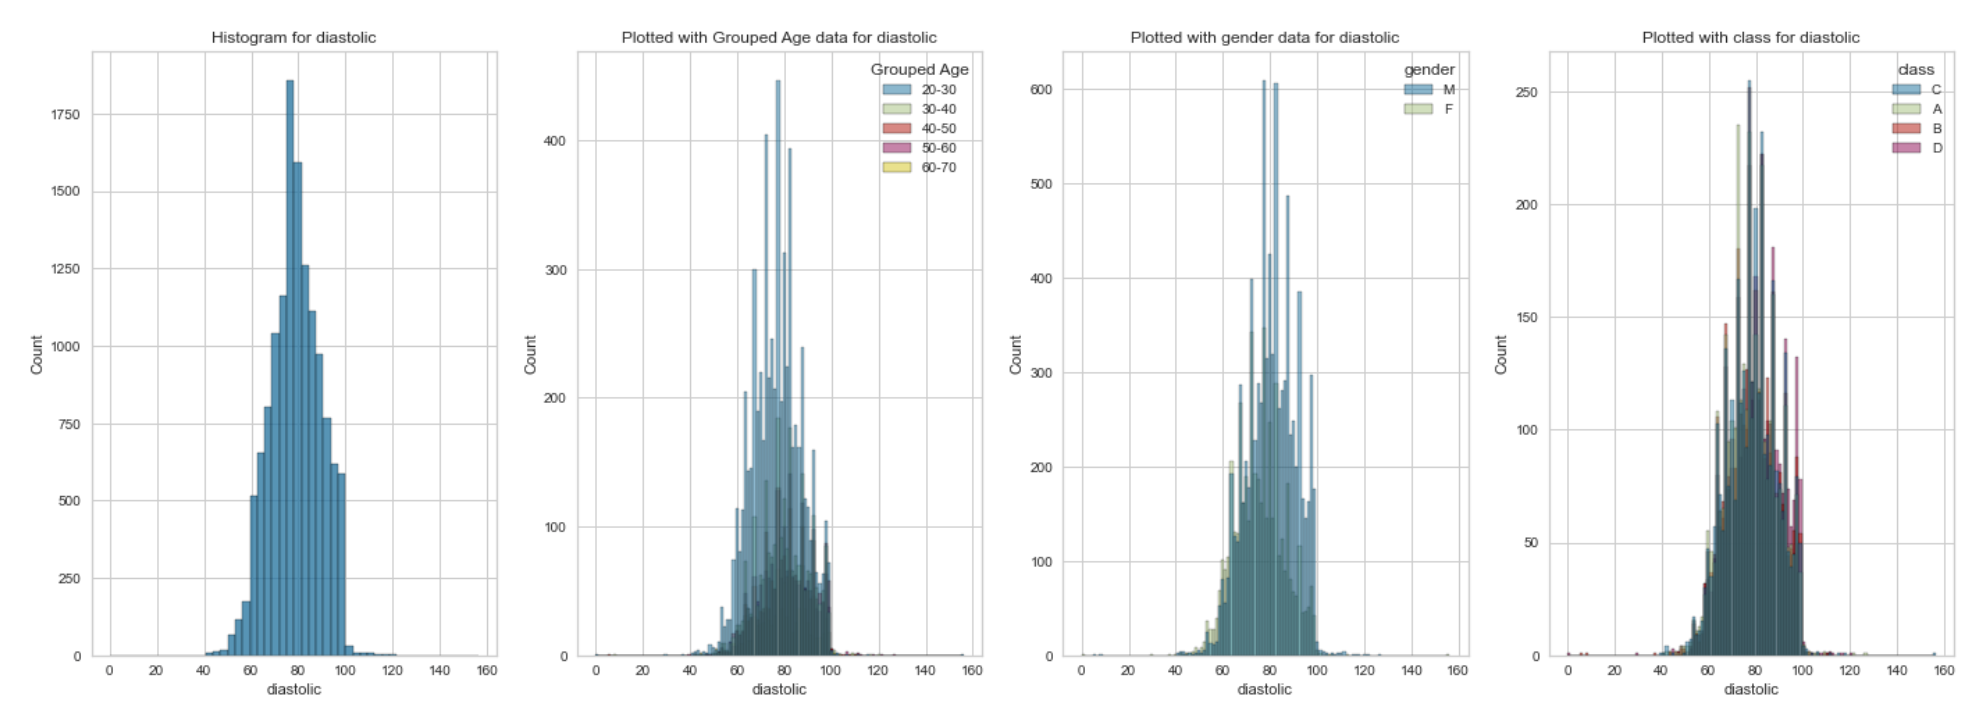 Histogram for diastolic
Count
1750
1500
1250
1000
750
500
250
0
0 20 40 60 80 100 120 140 160
diastolic
Plotted with Grouped Age data for diastolic
Grouped Age
20-30
30-40
40-50
50-60
60-70
Count
400
300
200
100
0
0 20 40 60 80 100 120 140 160
diastolic
Plotted with gender data for diastolic
gender
M
F
Count
600
500
400
300
200
100
0
0 20 40 60 80 100 120 140 160
diastolic
Plotted with class for diastolic
class
C
A
B
D
Count
250
200
150
100
50
0
0 20 40 60 80 100 120 140 160
diastolic